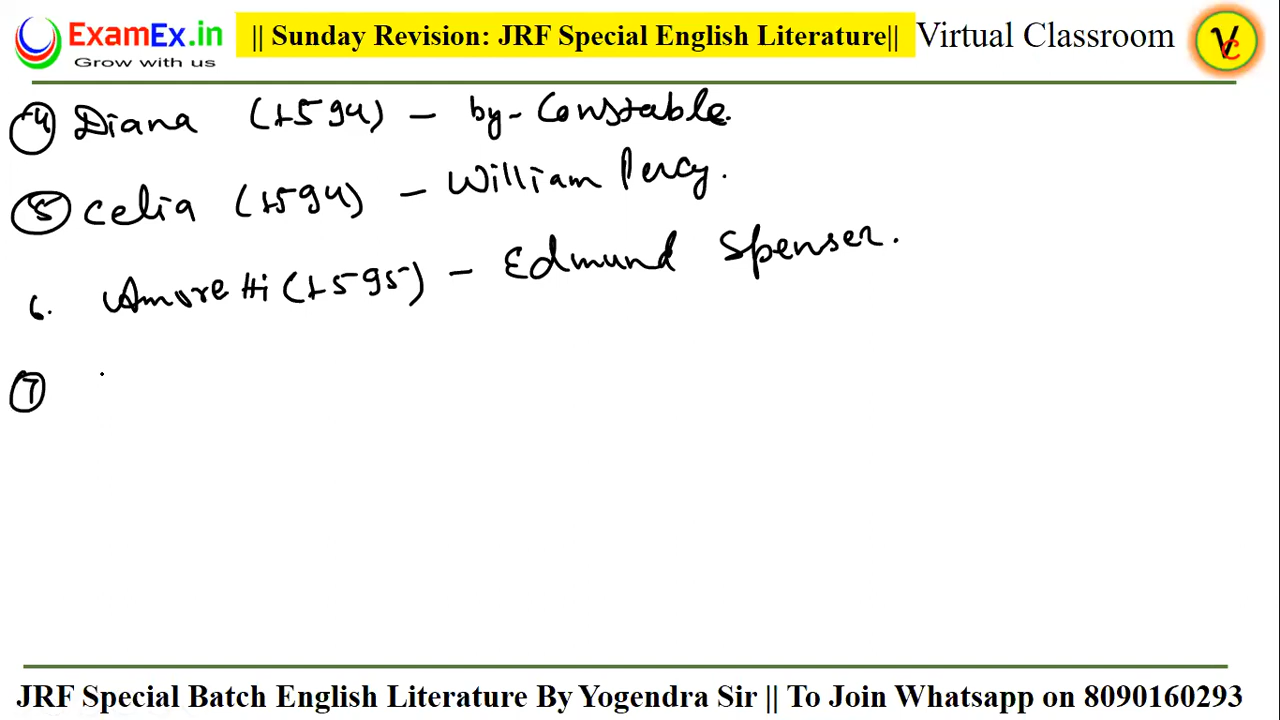 ExamEx.in
Grow with us
|| Sunday Revision: JRF Special English Literature||
Virtual Classroom
VC
4 Diana (1594) - by - Constable.
5 Celia (1594) - William Percy.
6. Amoretti (1595) - Edmund Spenser.
7
JRF Special Batch English Literature By Yogendra Sir || To Join Whatsapp on 8090160293